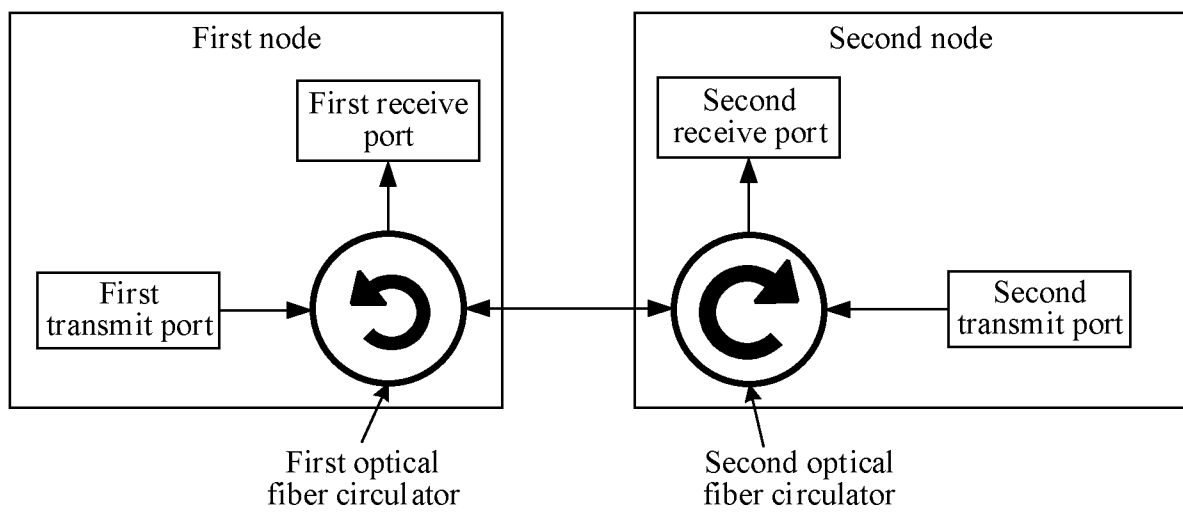 First node
First receive
port
First
transmit port
First optical
fiber circulator
Second node
Second
receive port
Second
transmit port
Second optical
fiber circulator